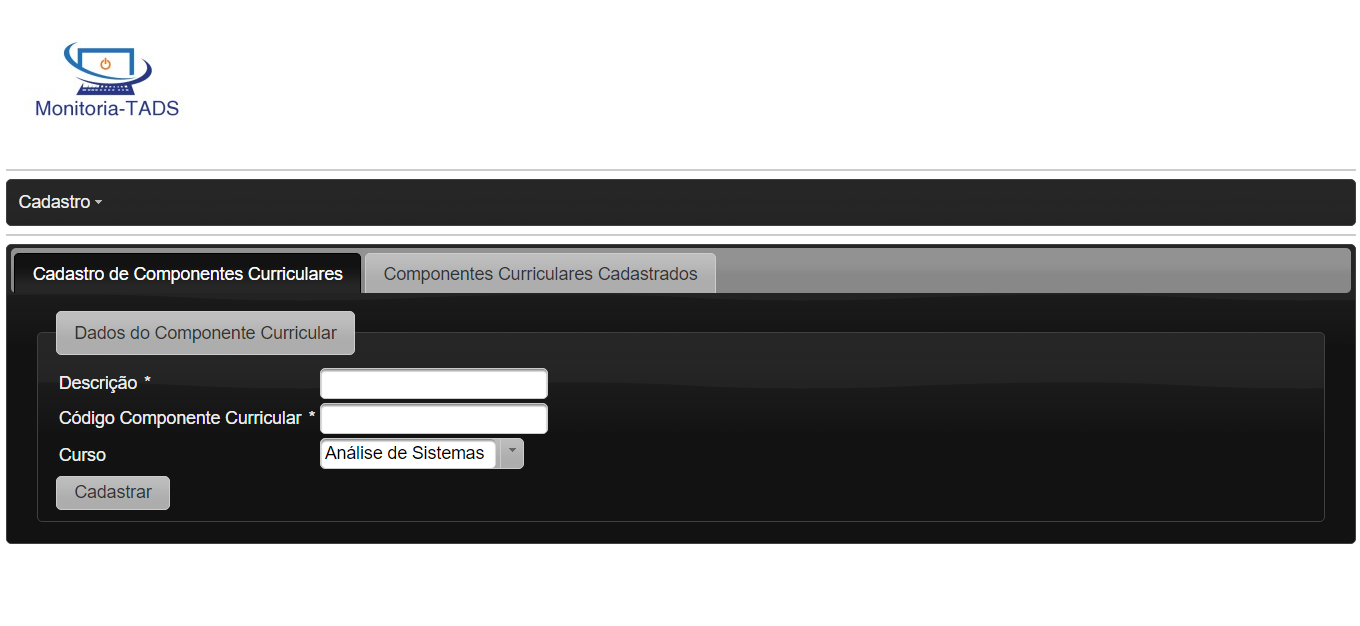 Monitoria-TADS
Cadastro
Cadastro de Componentes Curriculares
Componentes Curriculares Cadastrados
Dados do Componente Curricular
Descrição *
Código Componente Curricular *
Curso
Análise de Sistemas
Cadastrar